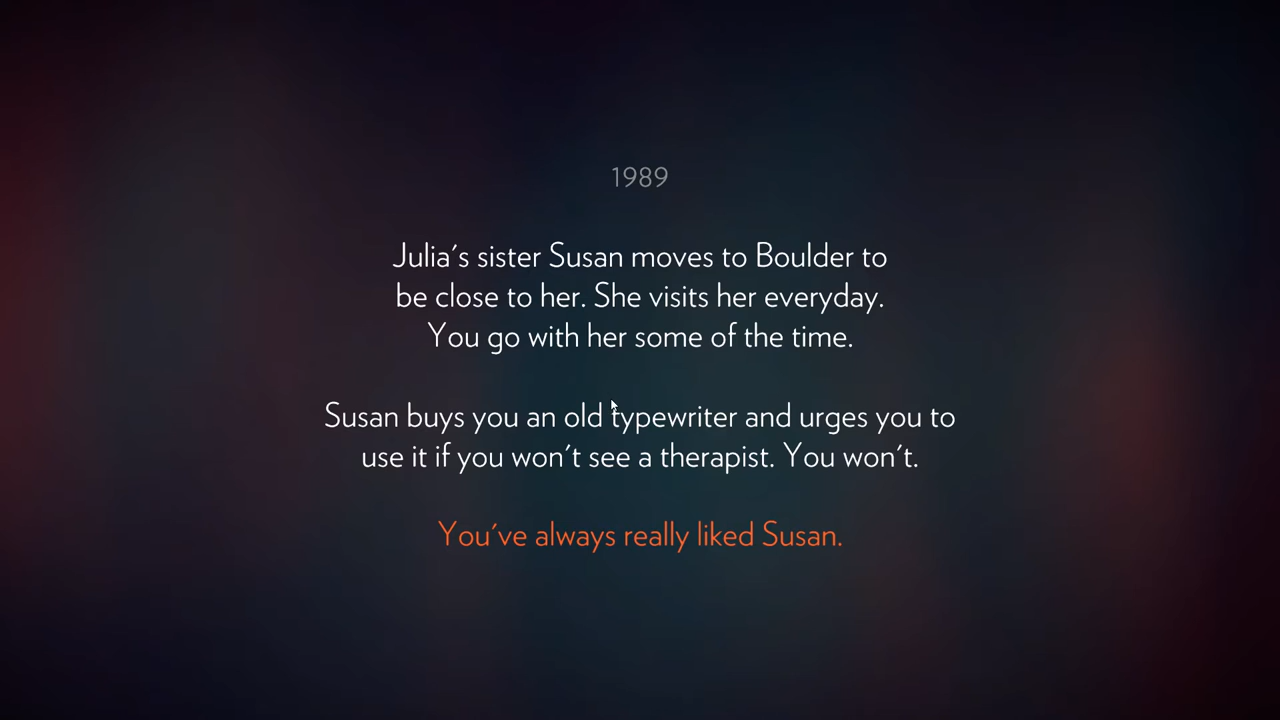 1989
Julia's sister Susan moves to Boulder to
be close to her. She visits her everyday.
You go with her some of the time.
Susan buys you an old typewriter and urges you to
use it if you won't see a therapist. You won't.
You've always really liked Susan.